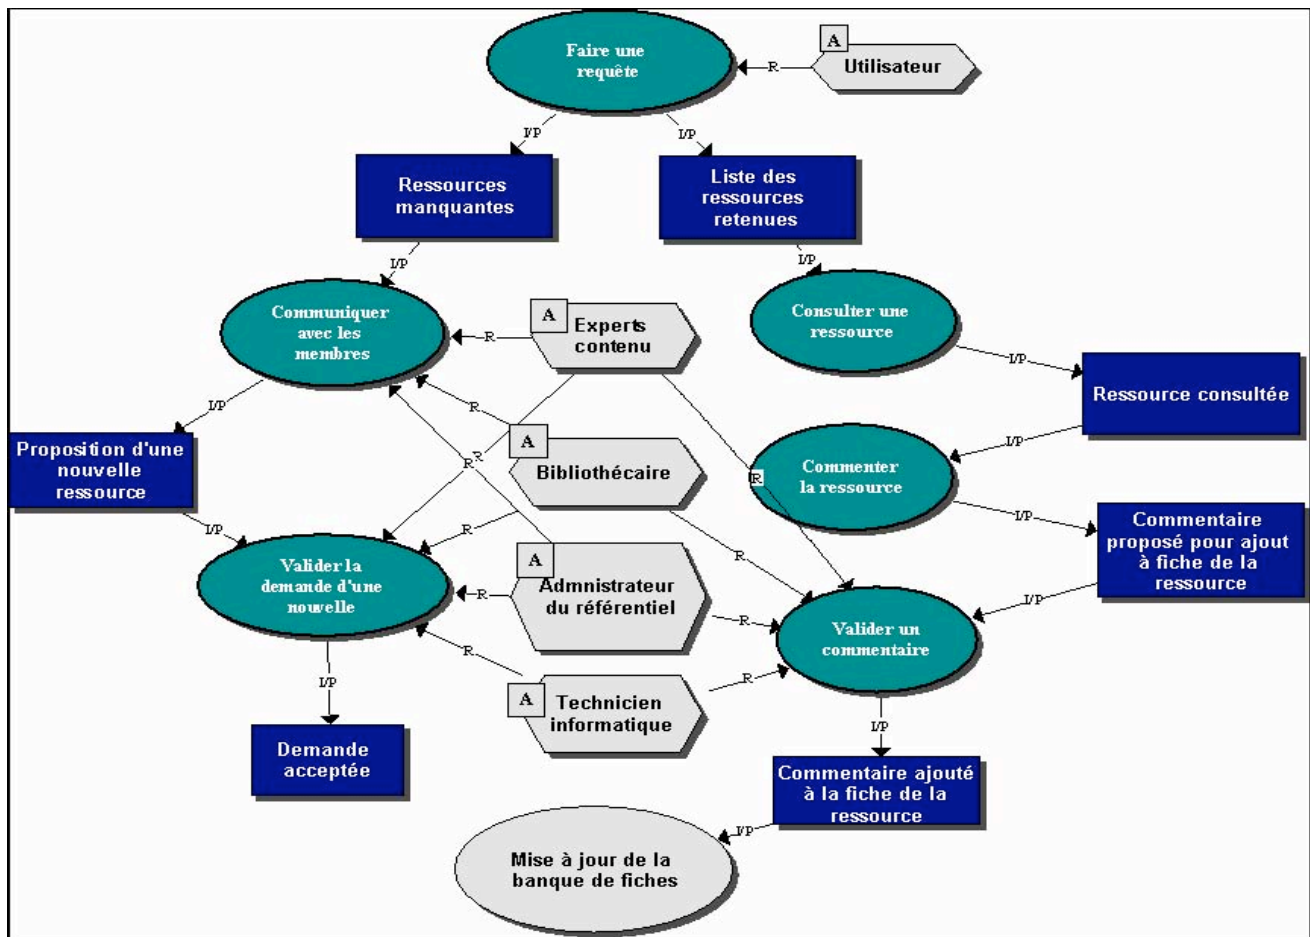 Faire une
requête
A
Utilisateur
R
I/P
I/P
Ressources
manquantes
Liste des
ressources
retenues
I/P
I/P
Communiquer
avec les
membres
A
Experts
contenu
R
Consulter une
ressource
I/P
Ressource consultée
I/P
R
I/P
Proposition d'une
nouvelle
ressource
A
Bibliothécaire
R
R
R
Commenter
la ressource
I/P
Commentaire
proposé pour ajout
à fiche de la
ressource
I/P
R
R
Valider la
demande d'une
nouvelle
A
Admnistrateur
du référentiel
R
R
I/P
Valider un
commentaire
R
R
I/P
A
Technicien
informatique
I/P
Demande
acceptée
Commentaire ajouté
à la fiche de la
ressource
I/P
Mise à jour de la
banque de fiches